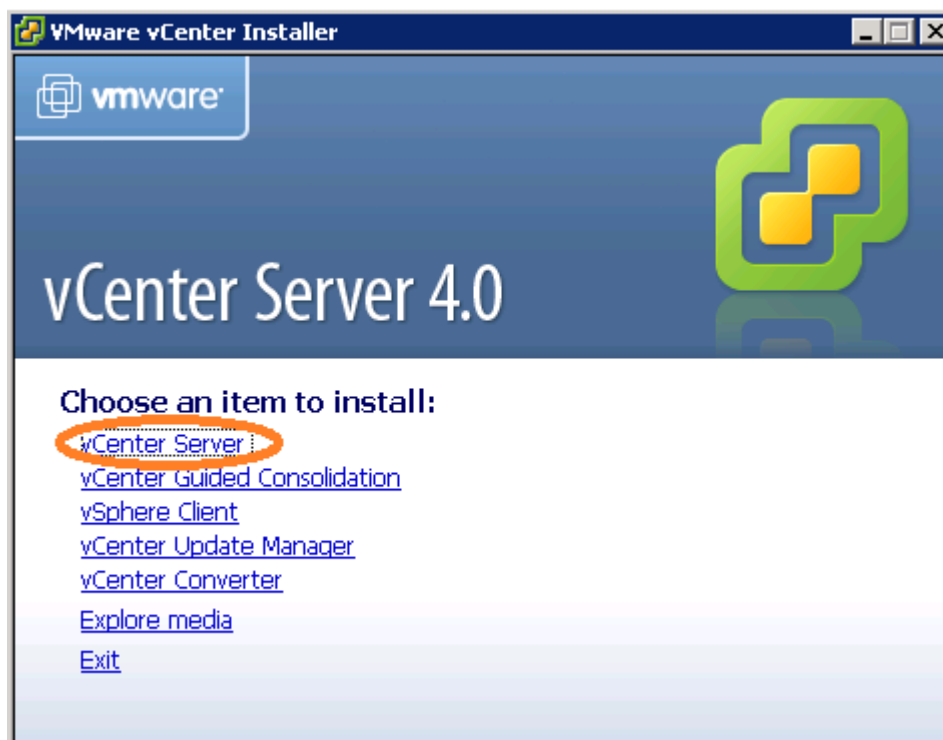 VMware vCenter Installer
vmware
vCenter Server 4.0
Choose an item to install:
vCenter Server
vCenter Guided Consolidation
vSphere Client
vCenter Update Manager
vCenter Converter
Explore media
Exit